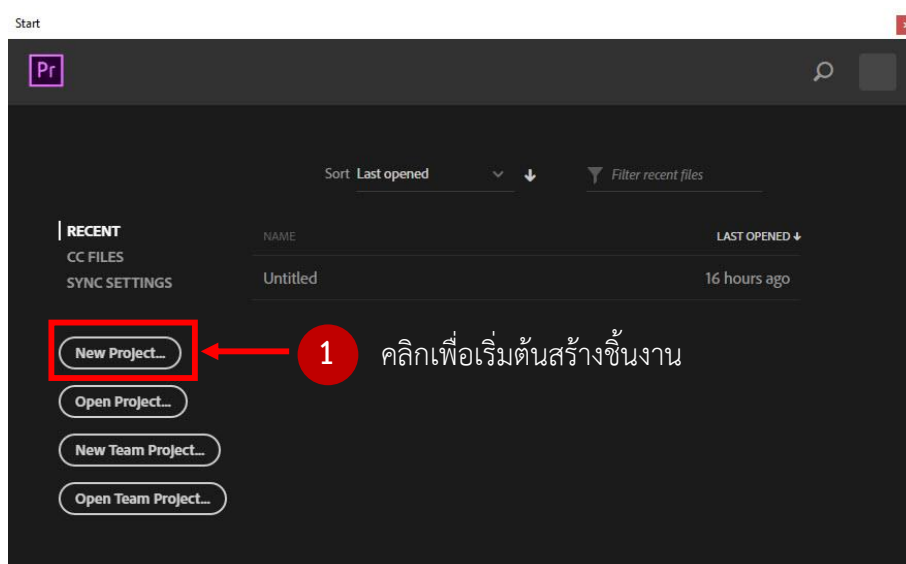 Start
Pr
Sort Last opened
Filter recent files
RECENT
CC FILES
SYNC SETTINGS
NAME
LAST OPENED
Untitled
16 hours ago
New Project...
1 คลิกเพื่อเริ่มต้นสร้างชิ้นงาน
Open Project...
New Team Project...
Open Team Project...